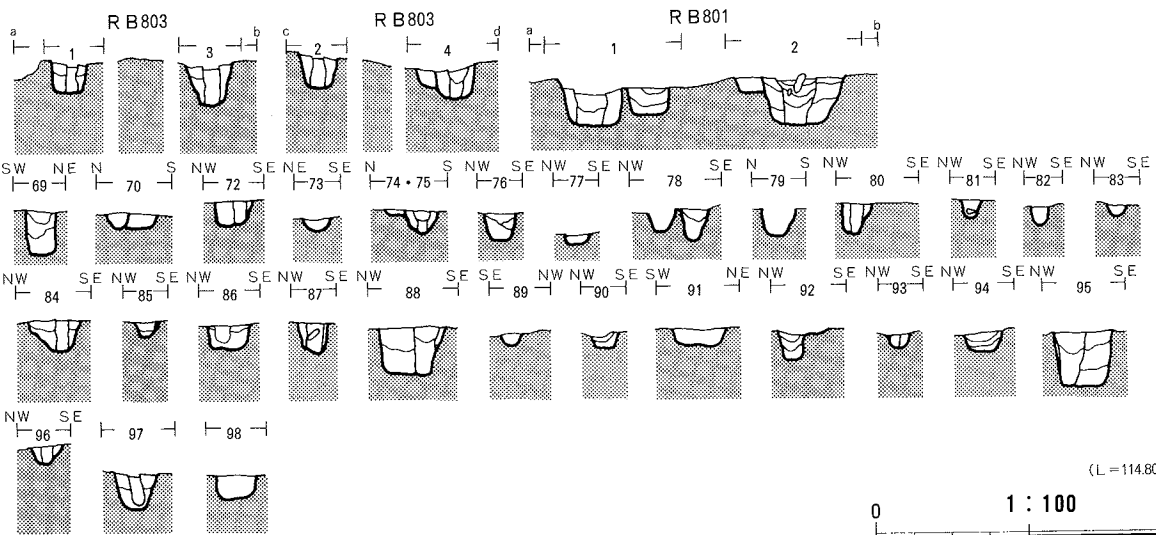 RB803 RB803 RB801
a b c d a b
1 3 2 4 1 2
SW NE N S NW SE NE SE N S NW SE NW SE NW SE N S NW SE NW SE NW SE NW SE
69 70 72 73 74・75 76 77 78 79 80 81 82 83
NW SE NW SE NW SE NW SE NW SE SE NW NW SE SW NE NW SE NW SE NW SE NW SE
84 85 86 87 88 89 90 91 92 93 94 95
NW SE
96 97 98
(L=114.80
0 1:100